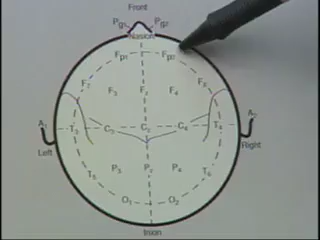 Front
Pg1 Pg2
Nasion
Fp1 Fp2
F7 F3 Fz F4 F8
A1 T3 C3 Cz C4 T4 A2
Left Right
T5 P3 Pz P4 T6
O1 O2
Inion